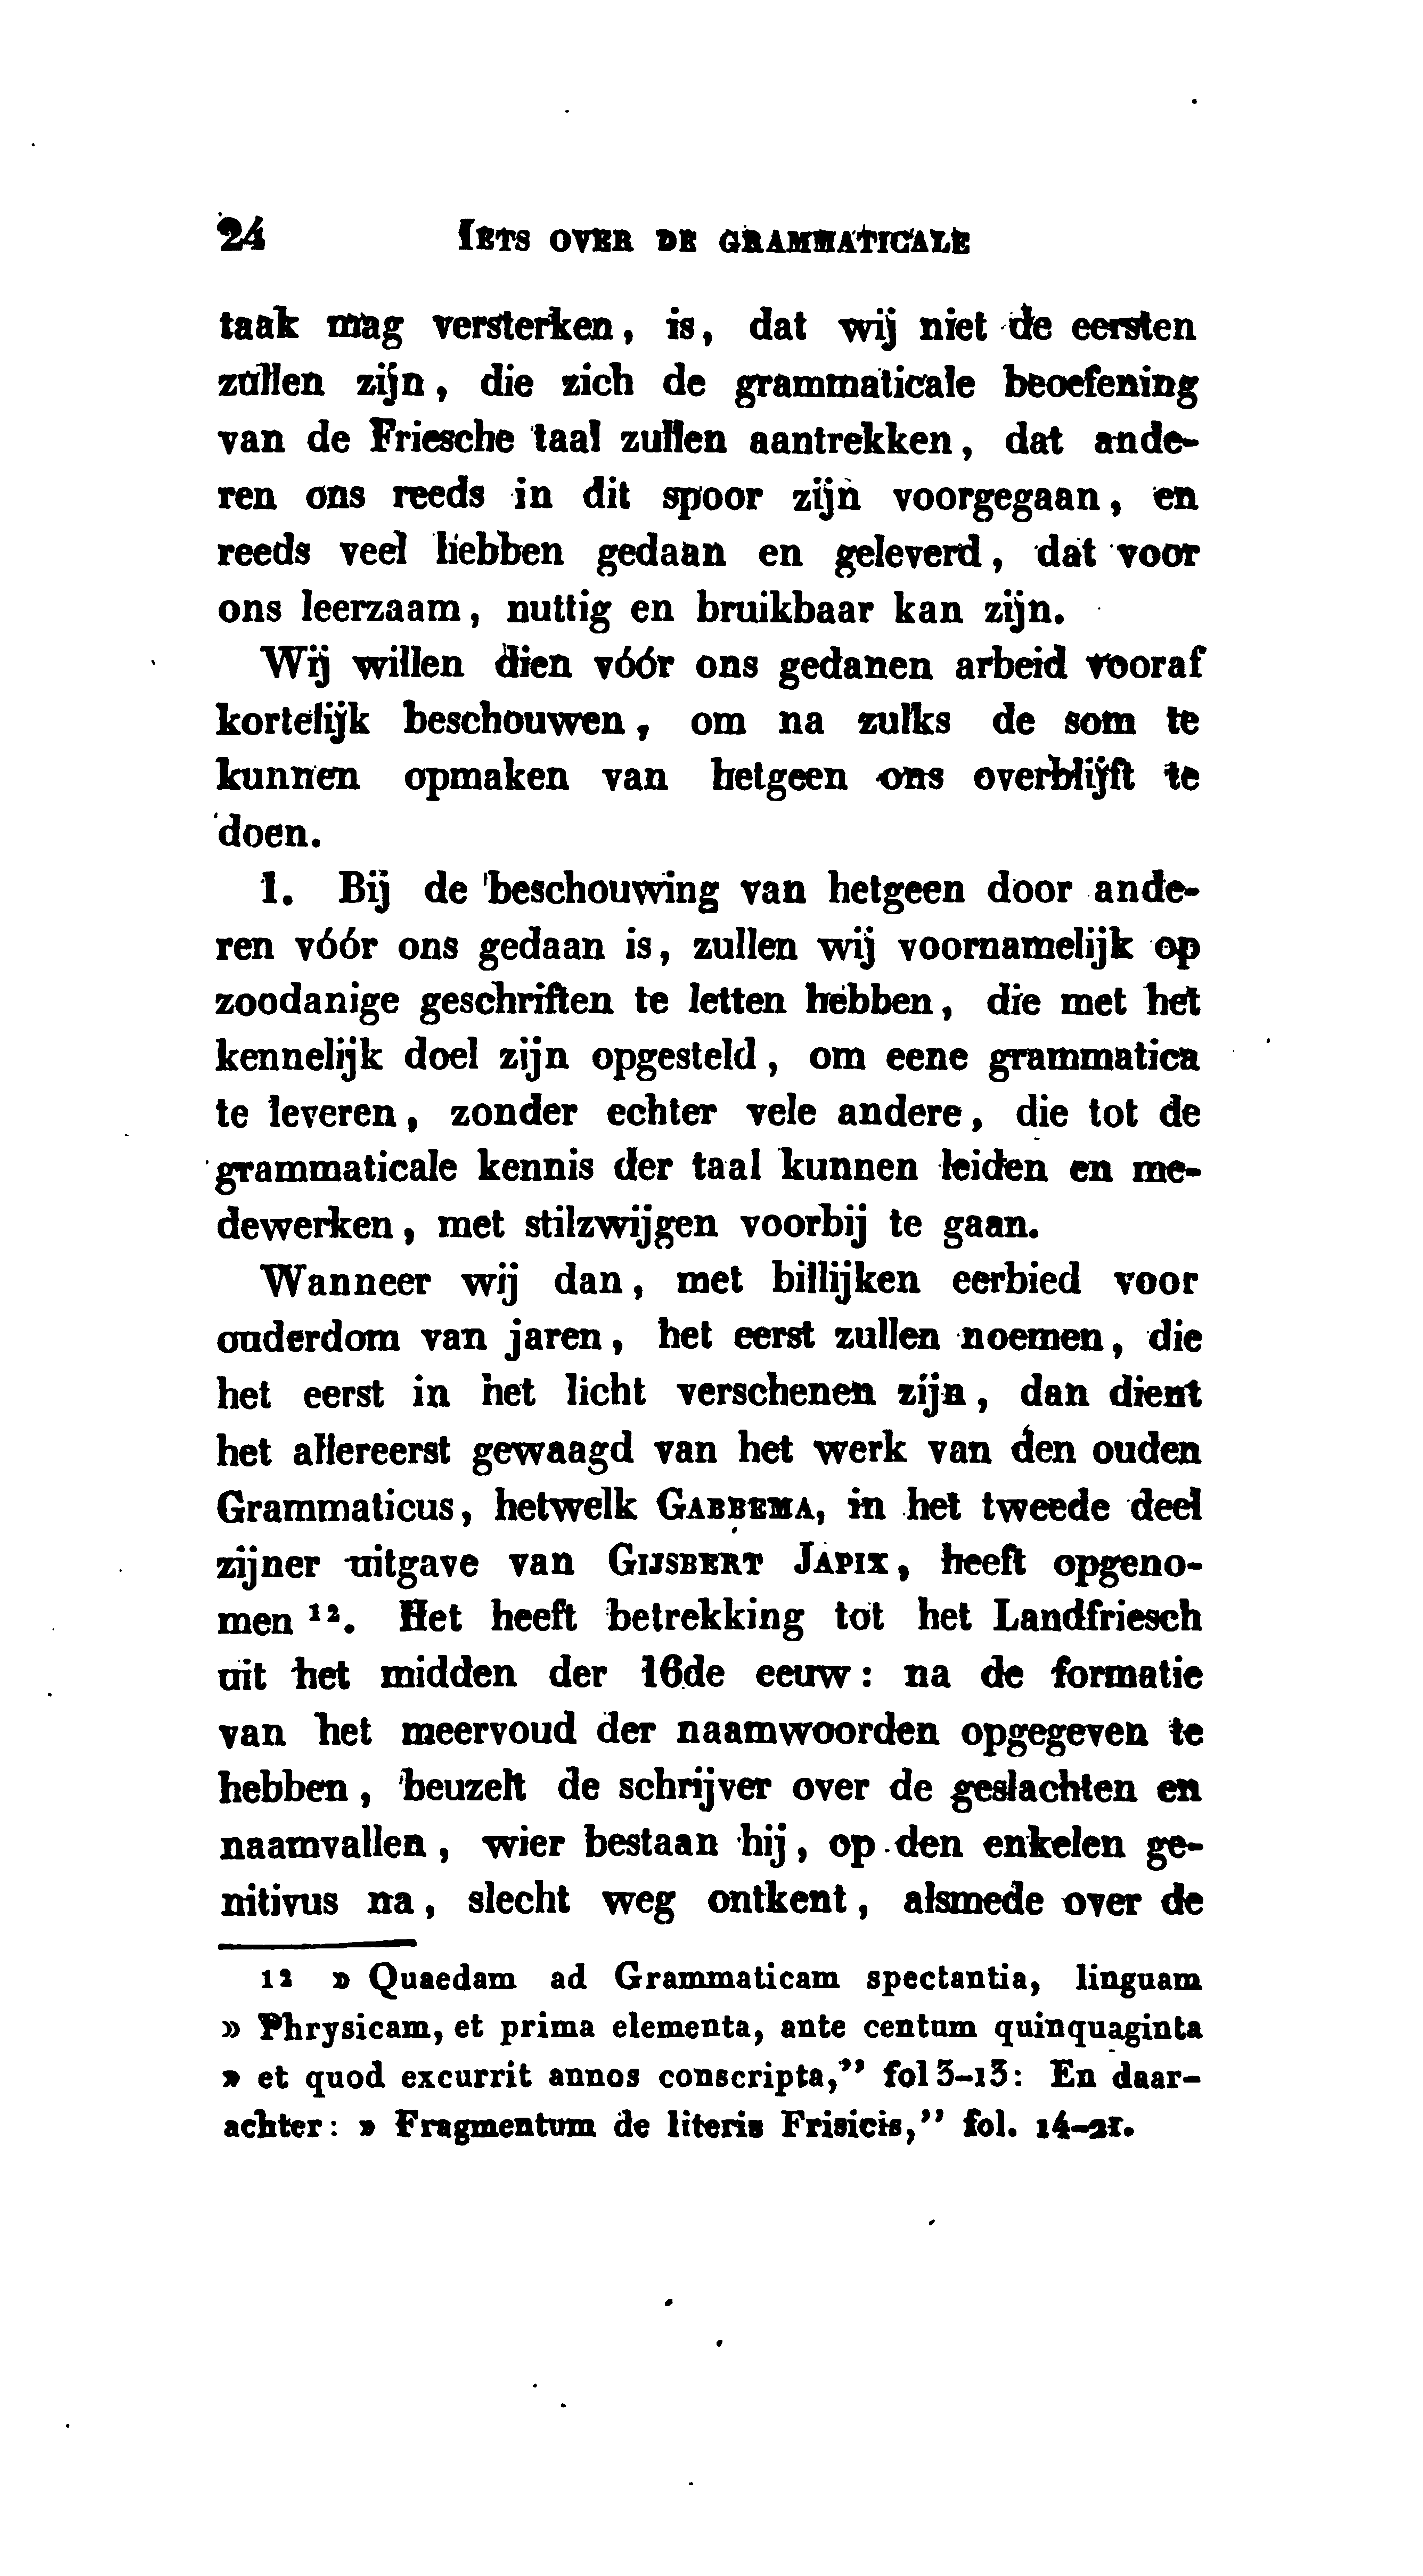 24 IETS OVER DE GRAMMATICALE
taak mag versterken, is, dat wij niet de eersten
zullen zijn, die zich de grammaticale beoefening
van de Friesche taal zullen aantrekken, dat ande-
ren ons reeds in dit spoor zijn voorgegaan, en
reeds veel hebben gedaan en geleverd, dat voor
ons leerzaam, nuttig en bruikbaar kan zijn.
Wij willen dien vóór ons gedanen arbeid vooraf
kortelijk beschouwen, om na zulks de som te
kunnen opmaken van hetgeen ons overblijft te
doen.
1. Bij de beschouwing van hetgeen door ande-
ren vóór ons gedaan is, zullen wij voornamelijk op
zoodanige geschriften te letten hebben, die met het
kennelijk doel zijn opgesteld, om eene grammatica
te leveren, zonder echter vele andere, die tot de
grammaticale kennis der taal kunnen leiden en me-
dewerken, met stilzwijgen voorbij te gaan.
Wanneer wij dan, met billijken eerbied voor
ouderdom van jaren, het eerst zullen noemen, die
het eerst in het licht verschenen zijn, dan dient
het allereerst gewaagd van het werk van den ouden
Grammaticus, hetwelk GABBEMA, in het tweede deel
zijner uitgave van GIJSBERT JAPIX, heeft opgeno-
men ¹². Het heeft betrekking tot het Landfriesch
uit het midden der 16de eeuw: na de formatie
van het meervoud der naamwoorden opgegeven te
hebben, beuzelt de schrijver over de geslachten en
naamvallen, wier bestaan hij, op den enkelen ge-
nitivus na, slecht weg ontkent, alsmede over de
12 » Quaedam ad Grammaticam spectantia, linguam
» Phrysicam, et prima elementa, ante centum quinquaginta
» et quod excurrit annos conscripta,'' fol 3-13: En daar-
achter: » Fragmentum de literis Frisicis,'' fol. 14-21.